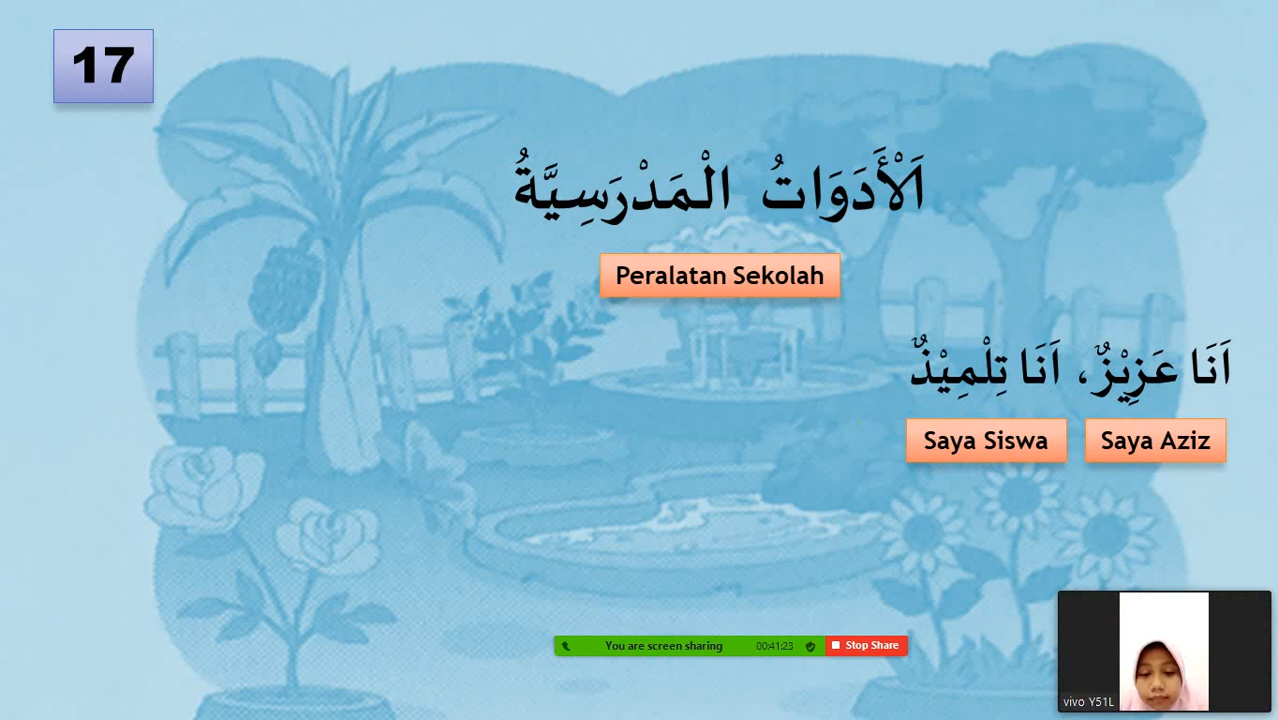 17
اَلْأَدَوَاتُ الْمَدْرَسِيَّةُ
Peralatan Sekolah
اَنَا عَزِيْزٌ، اَنَا تِلْمِيْذٌ
Saya Siswa Saya Aziz
You are screen sharing 00:41:23 Stop Share
vivo Y51L